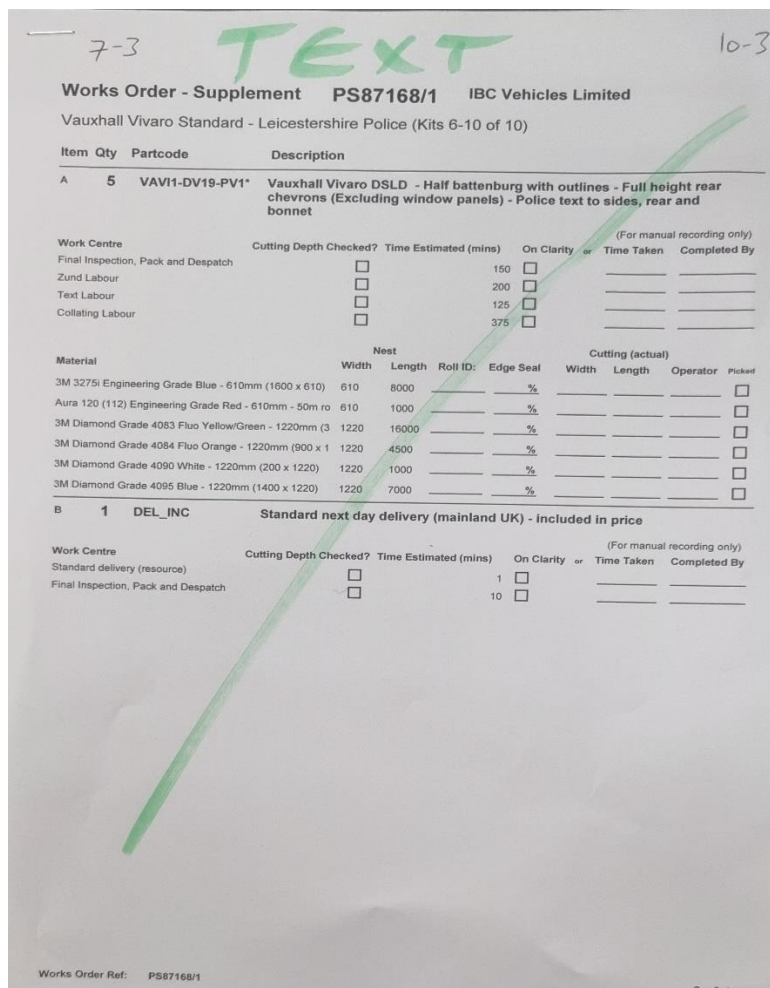 7-3 TEXT 10-3
Works Order - Supplement PS87168/1 IBC Vehicles Limited
Vauxhall Vivaro Standard - Leicestershire Police (Kits 6-10 of 10)
Item Qty Partcode Description
A 5 VAVI1-DV19-PV1* Vauxhall Vivaro DSLD - Half battenburg with outlines - Full height rear
chevrons (Excluding window panels) - Police text to sides, rear and
bonnet
(For manual recording only)
Work Centre Cutting Depth Checked? Time Estimated (mins) On Clarity or Time Taken Completed By
Final Inspection, Pack and Despatch 150
Zund Labour 200
Text Labour 125
Collating Labour 375
Nest Cutting (actual)
Material Width Length Roll ID: Edge Seal Width Length Operator Picked
3M 3275i Engineering Grade Blue - 610mm (1600 x 610) 610 8000 %
Aura 120 (112) Engineering Grade Red - 610mm - 50m ro 610 1000 %
3M Diamond Grade 4083 Fluo Yellow/Green - 1220mm (3 1220 16000 %
3M Diamond Grade 4084 Fluo Orange - 1220mm (900 x 1 1220 4500 %
3M Diamond Grade 4090 White - 1220mm (200 x 1220) 1220 1000 %
3M Diamond Grade 4095 Blue - 1220mm (1400 x 1220) 1220 7000 %
B 1 DEL_INC Standard next day delivery (mainland UK) - included in price
(For manual recording only)
Work Centre Cutting Depth Checked? Time Estimated (mins) On Clarity or Time Taken Completed By
Standard delivery (resource) 1
Final Inspection, Pack and Despatch 10
Works Order Ref: PS87168/1